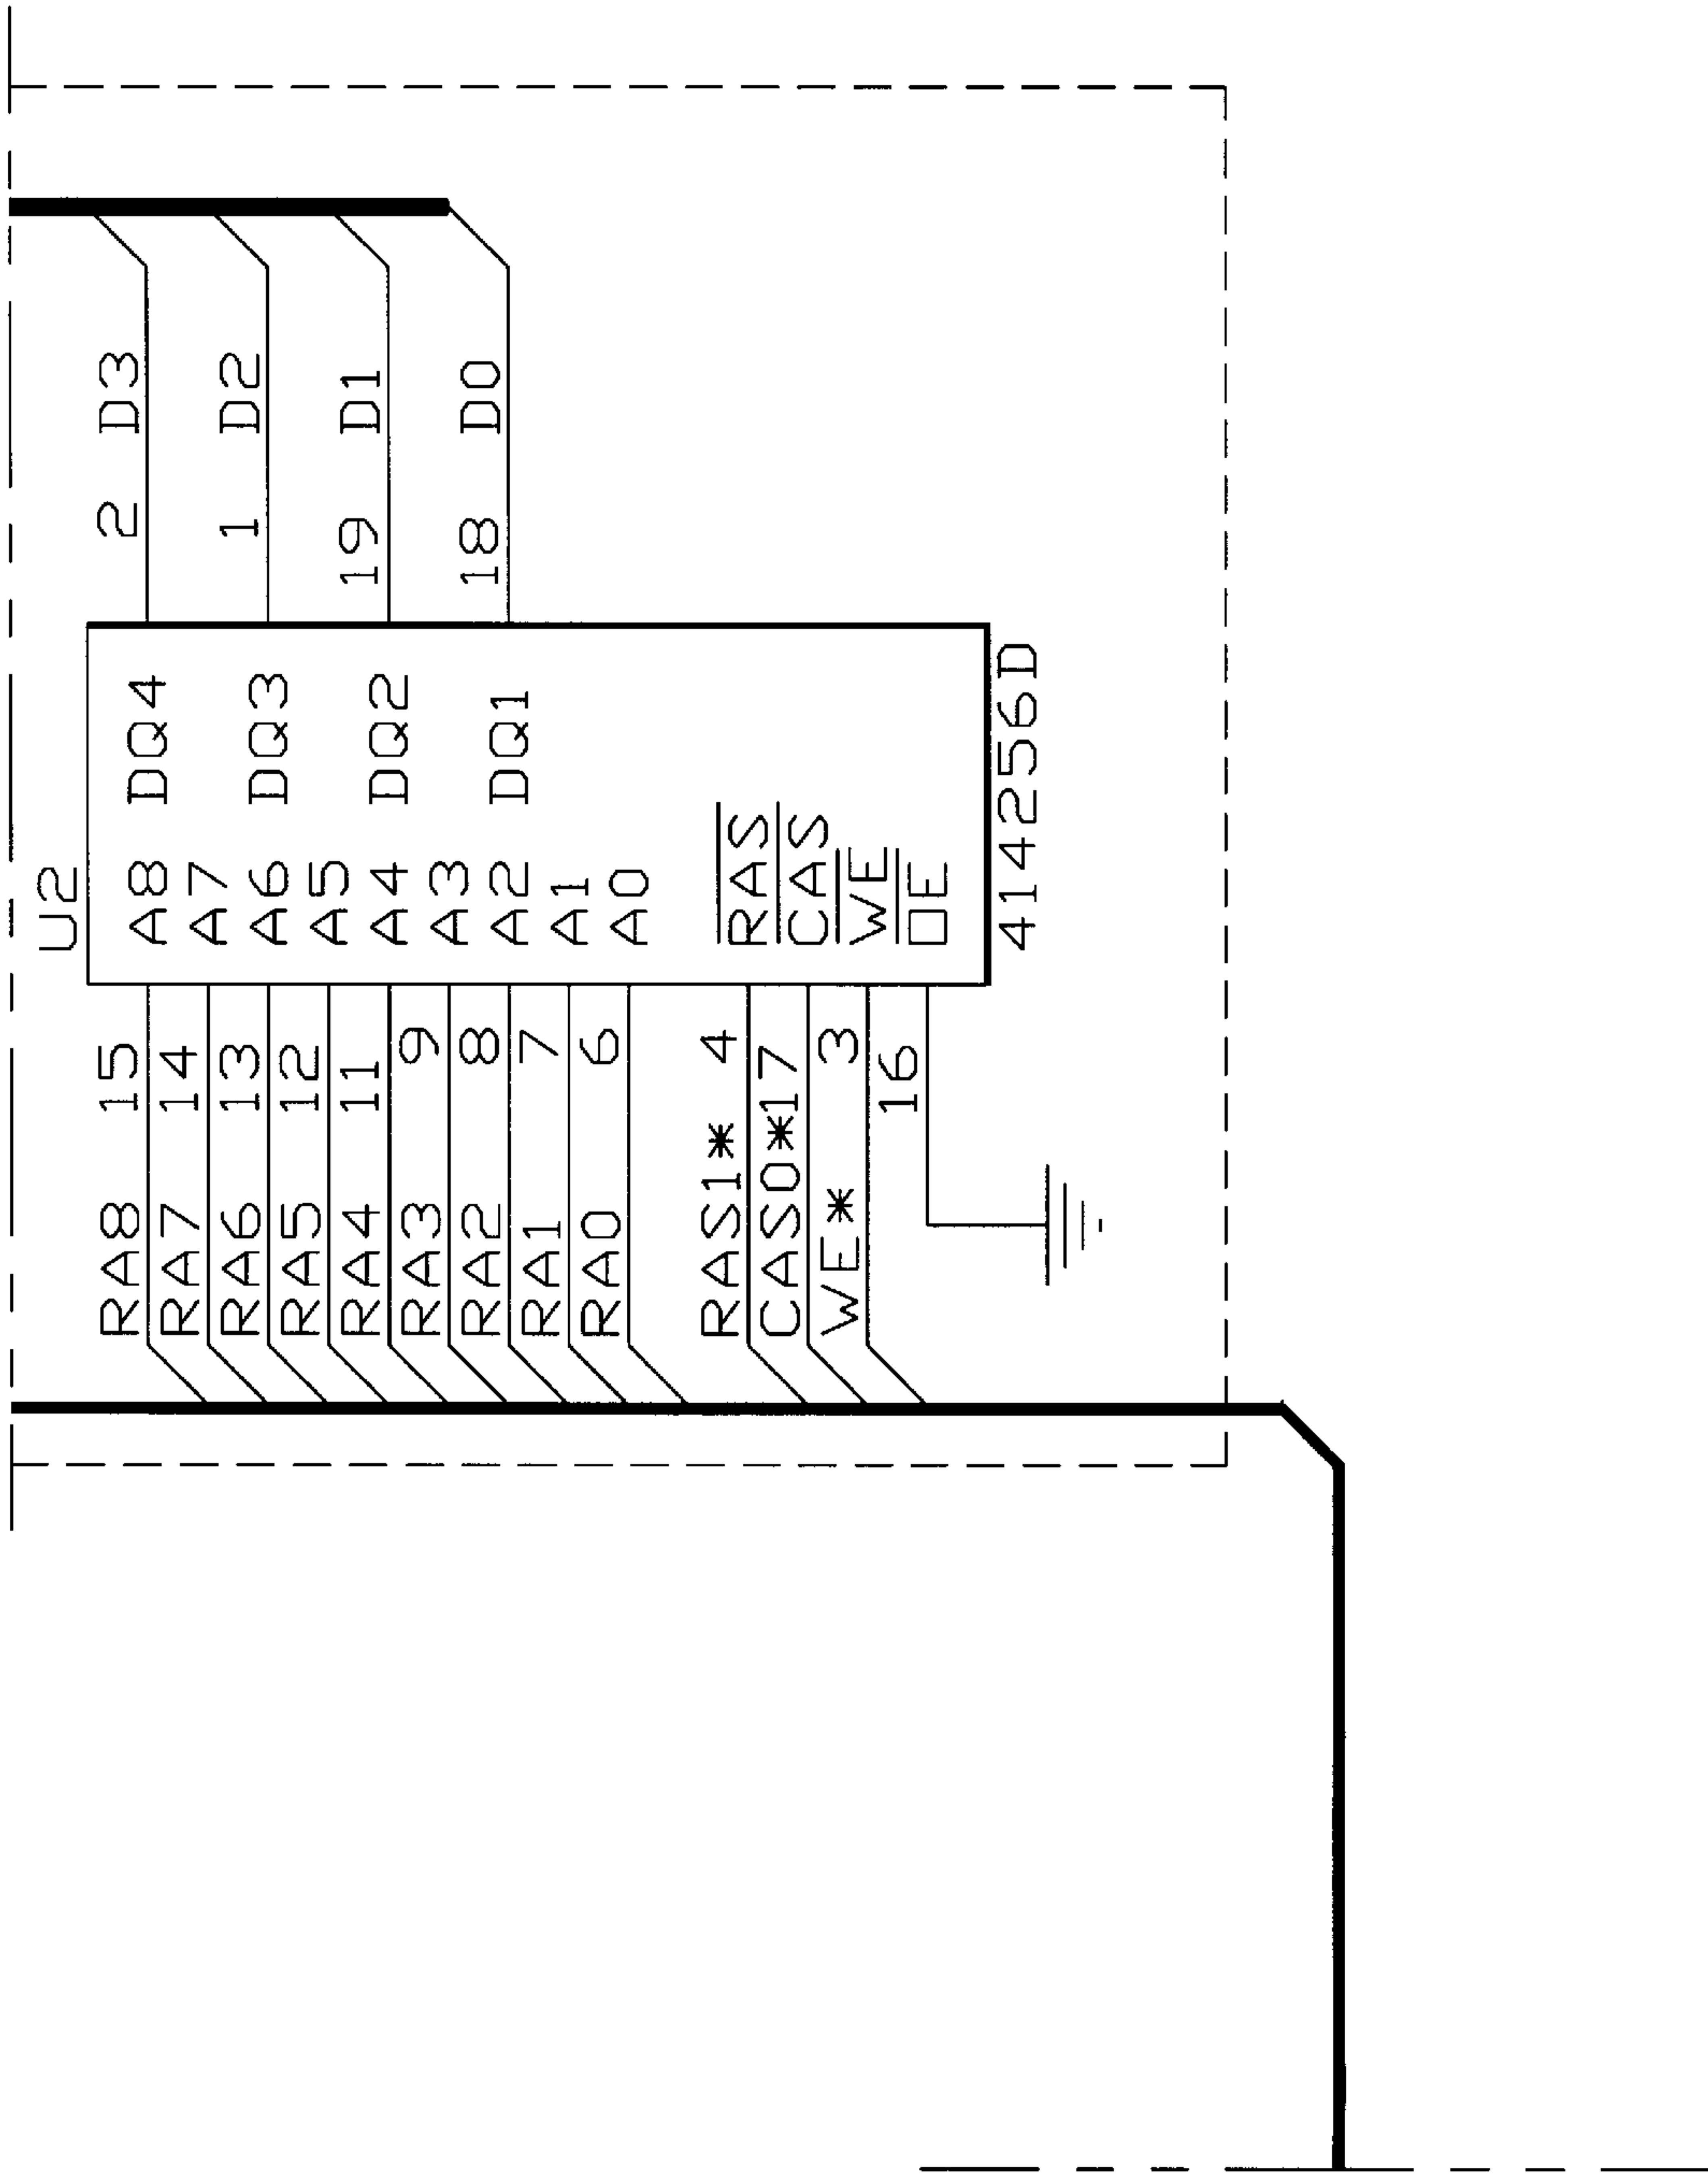 U2
RA8 15 A8 DQ4 2 D3
RA7 14 A7
RA6 13 A6 DQ3 1 D2
RA5 12 A5
RA4 11 A4 DQ2 19 D1
RA3 9 A3
RA2 8 A2 DQ1 18 D0
RA1 7 A1
RA0 6 A0
RAS1* 4 RAS
CAS0*17 CAS
WE* 3 WE
16 OE
414256D